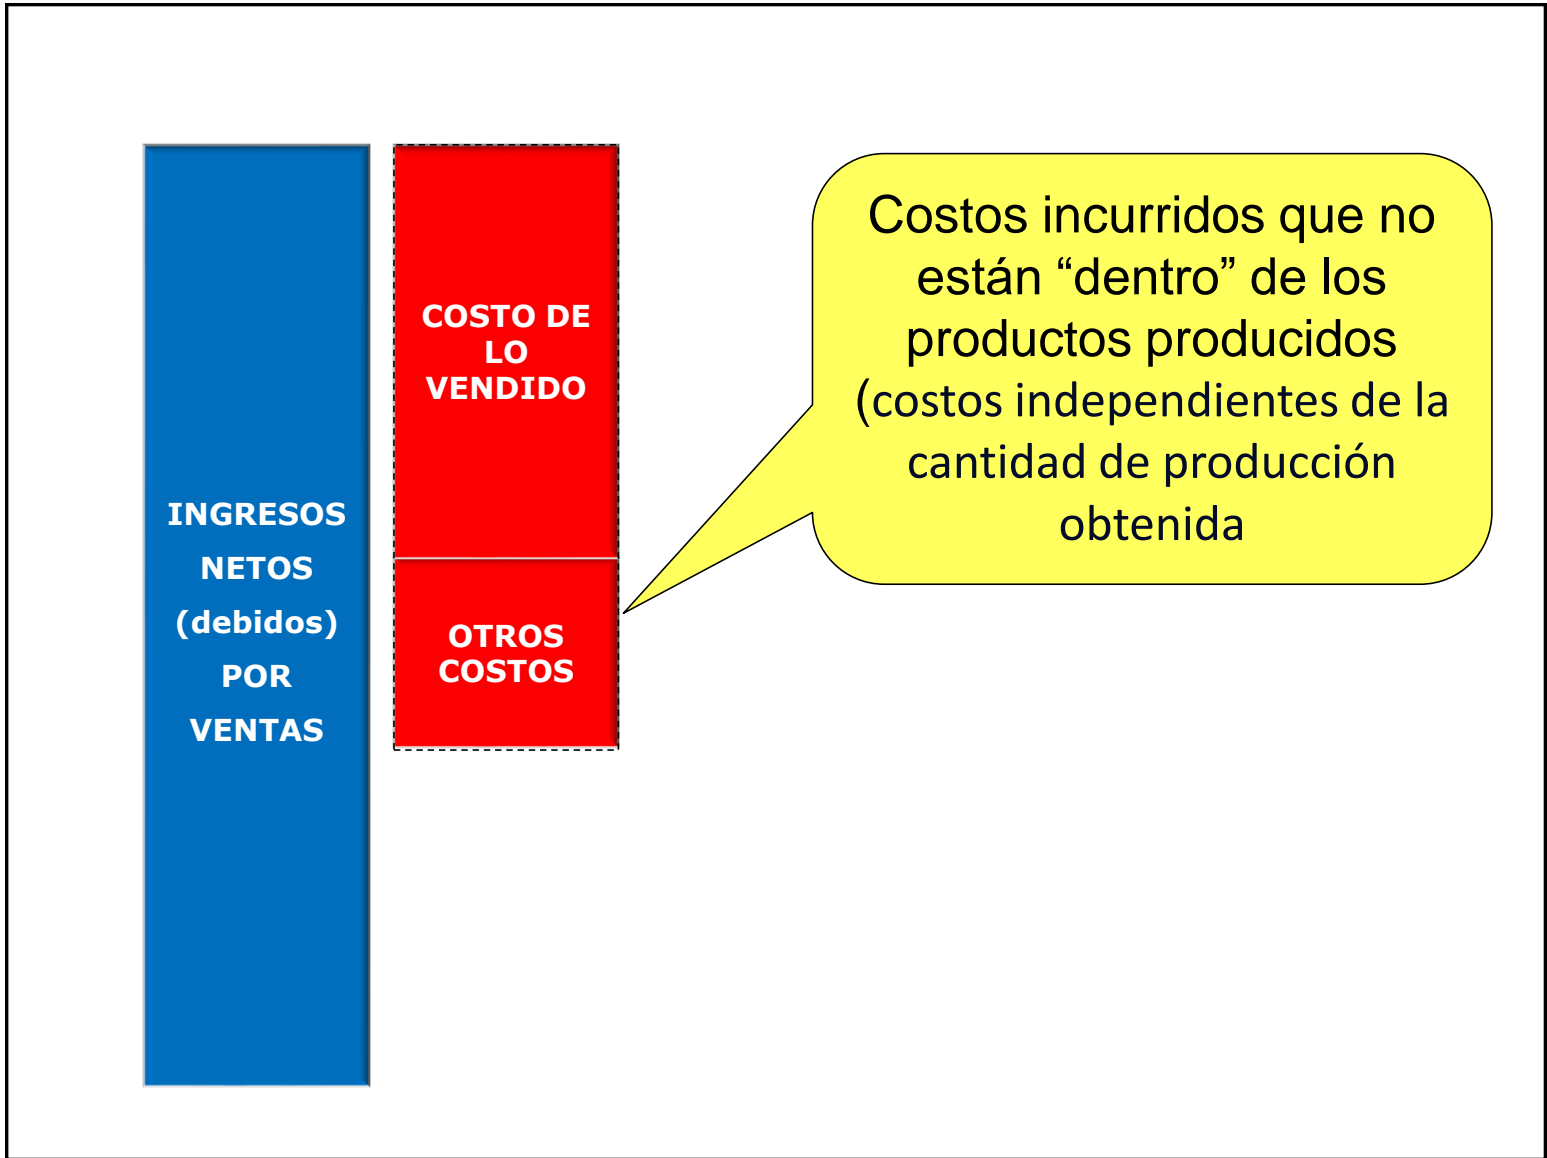 INGRESOS
NETOS
(debidos)
POR
VENTAS
COSTO DE
LO
VENDIDO
OTROS
COSTOS
Costos incurridos que no
están “dentro” de los
productos producidos
(costos independientes de la
cantidad de producción
obtenida